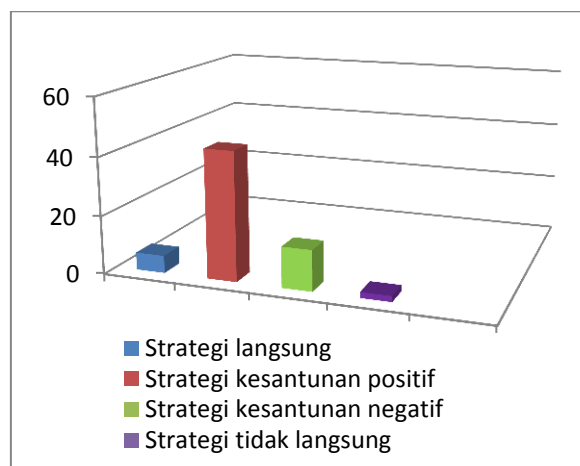 60
40
20
0
Strategi langsung
Strategi kesantunan positif
Strategi kesantunan negatif
Strategi tidak langsung